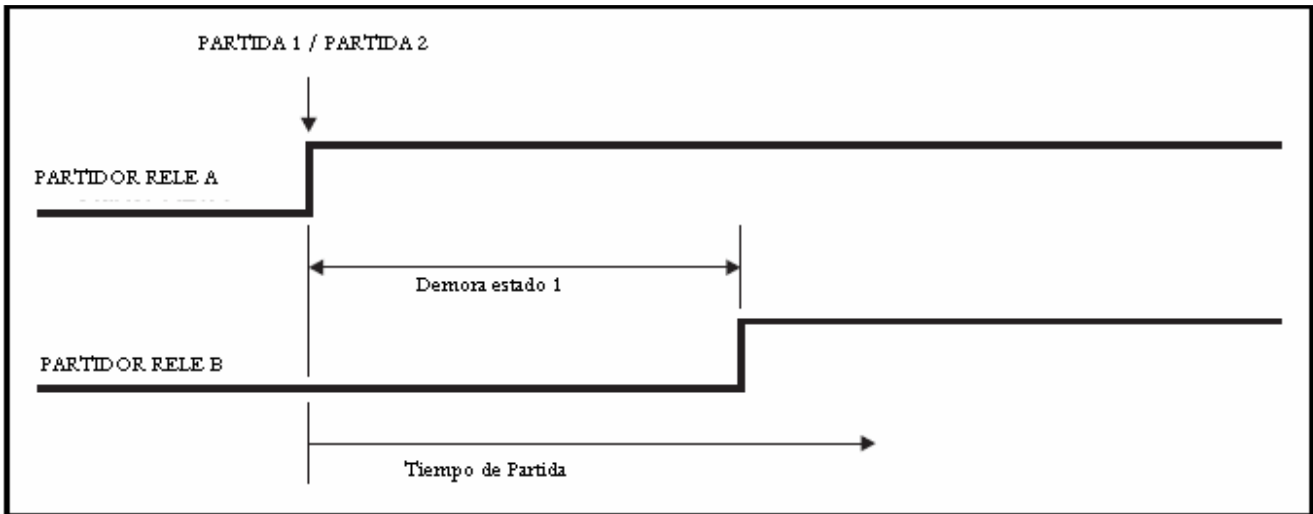 PARTIDA 1 / PARTIDA 2
PARTIDOR RELE A
Demora estado 1
PARTIDOR RELE B
Tiempo de Partida